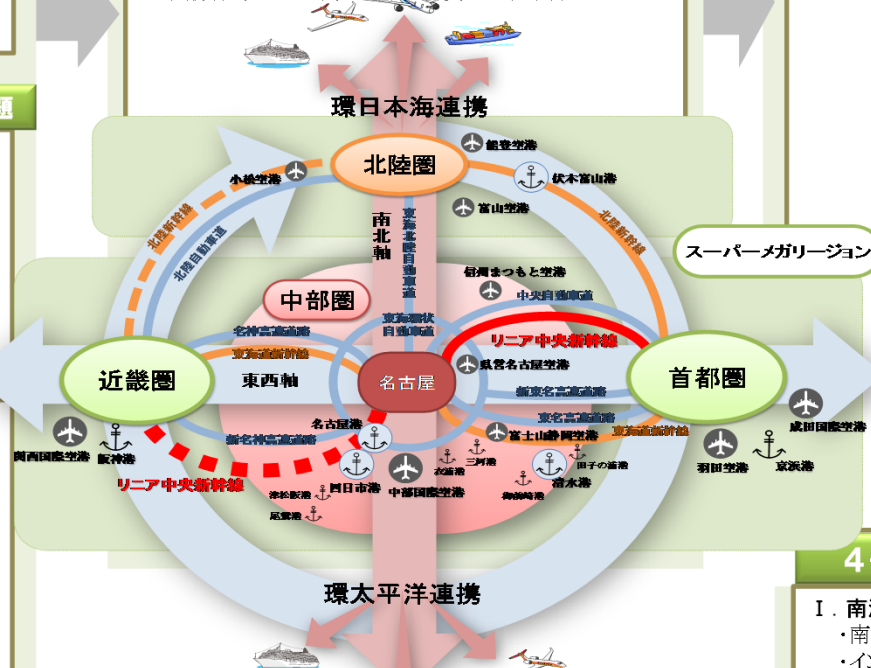 題
環日本海連携
能登空港
北陸圏
小松空港
伏木富山港
富山空港
北陸新幹線
北陸自動車道
南北軸
東海北陸自動車道
北陸新幹線
スーパーメガリージョン
信州まつもと空港
中部圏
中央自動車道
東海環状
自動車道
名神高速道路
リニア中央新幹線
東海道新幹線
県営名古屋空港
近畿圏
東西軸
名古屋
首都圏
新東名高速道路
名古屋港
東名高速道路
成田国際空港
新名神高速道路
富士山静岡空港
東海道新幹線
関西国際空港
阪神港
衣浦港
三河港
田子の浦港
羽田空港
京浜港
リニア中央新幹線
四日市港
中部国際空港
御前崎港
清水港
津松阪港
尾鷲港
4
環太平洋連携
Ⅰ．南海
・南
・イン